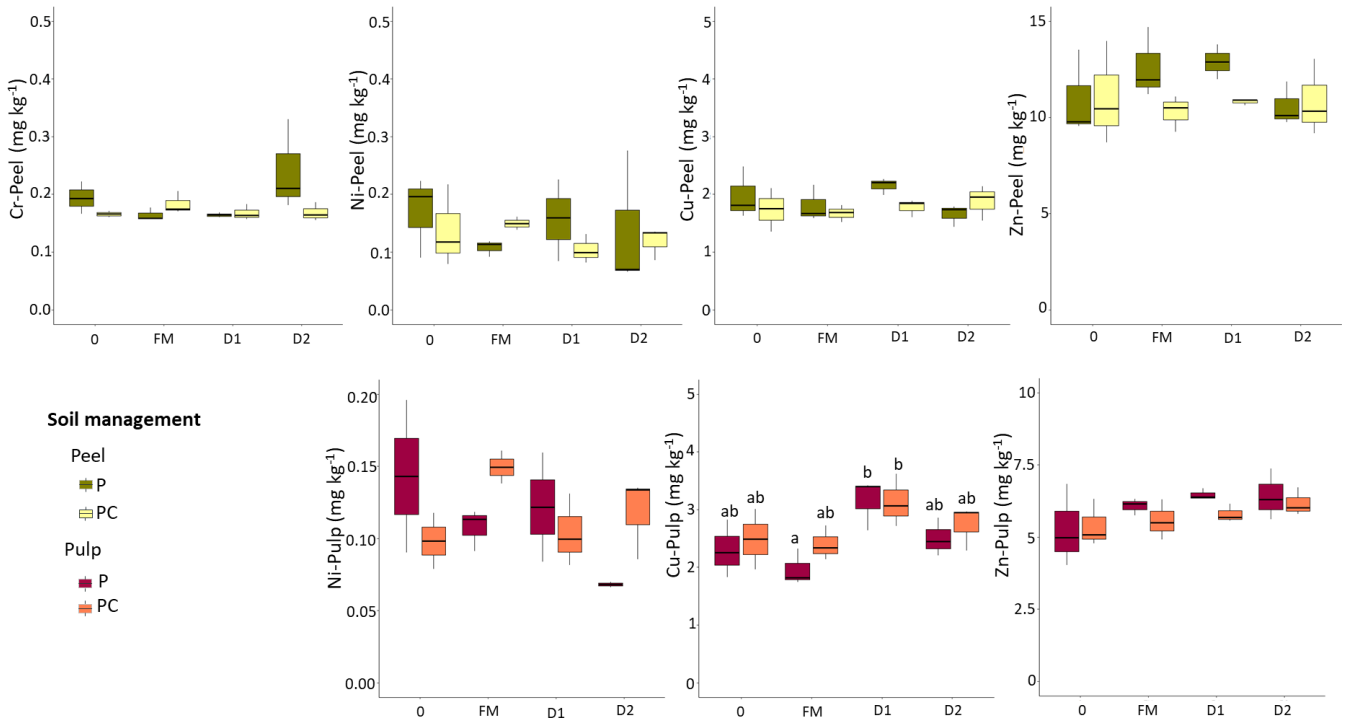 Cr-Peel (mg kg-1)
0.5
0.4
0.3
0.2
0.1
0.0
0 FM D1 D2
Ni-Peel (mg kg-1)
0.5
0.4
0.3
0.2
0.1
0.0
0 FM D1 D2
Cu-Peel (mg kg-1)
5
4
3
2
1
0
0 FM D1 D2
Zn-Peel (mg kg-1)
15
10
5
0
0 FM D1 D2
Soil management
Peel
P
PC
Pulp
P
PC
Ni-Pulp (mg kg-1)
0.20
0.15
0.10
0.05
0.00
0 FM D1 D2
Cu-Pulp (mg kg-1)
5
4
3
2
1
0
ab ab a ab b b ab ab
0 FM D1 D2
Zn-Pulp (mg kg-1)
10
7.5
5
2.5
0
0 FM D1 D2